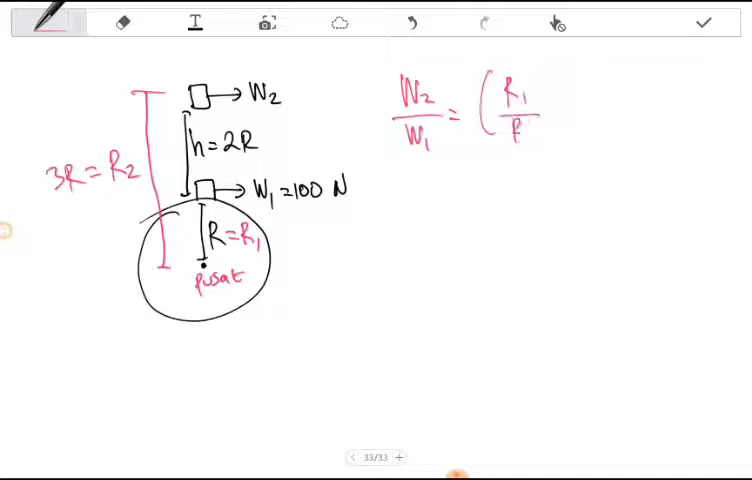 T
W2
W2 / W1 = (R1 / R
h=2R
3R=R2
W1=100 N
R=R1
pusat
< 33/33 +